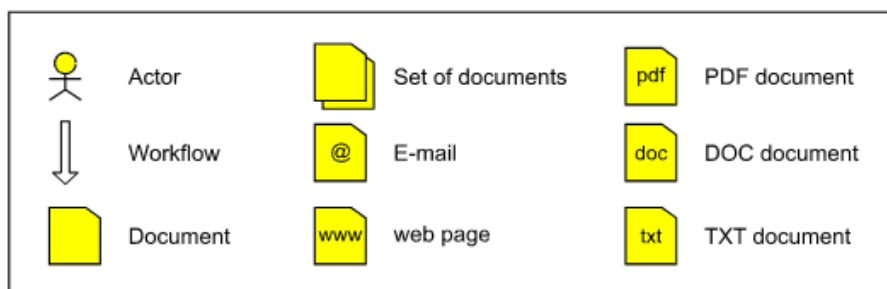 Actor
Set of documents
pdf
PDF document
Workflow
@
E-mail
doc
DOC document
Document
www
web page
txt
TXT document